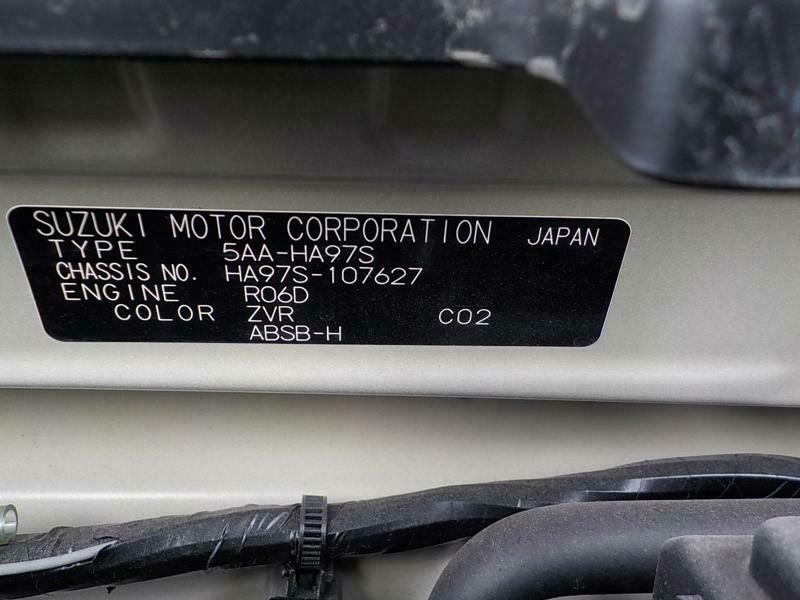 SUZUKI MOTOR CORPORATION JAPAN
TYPE 5AA-HA97S
CHASSIS NO. HA97S-107627
ENGINE R06D
COLOR ZVR C02
ABSB-H